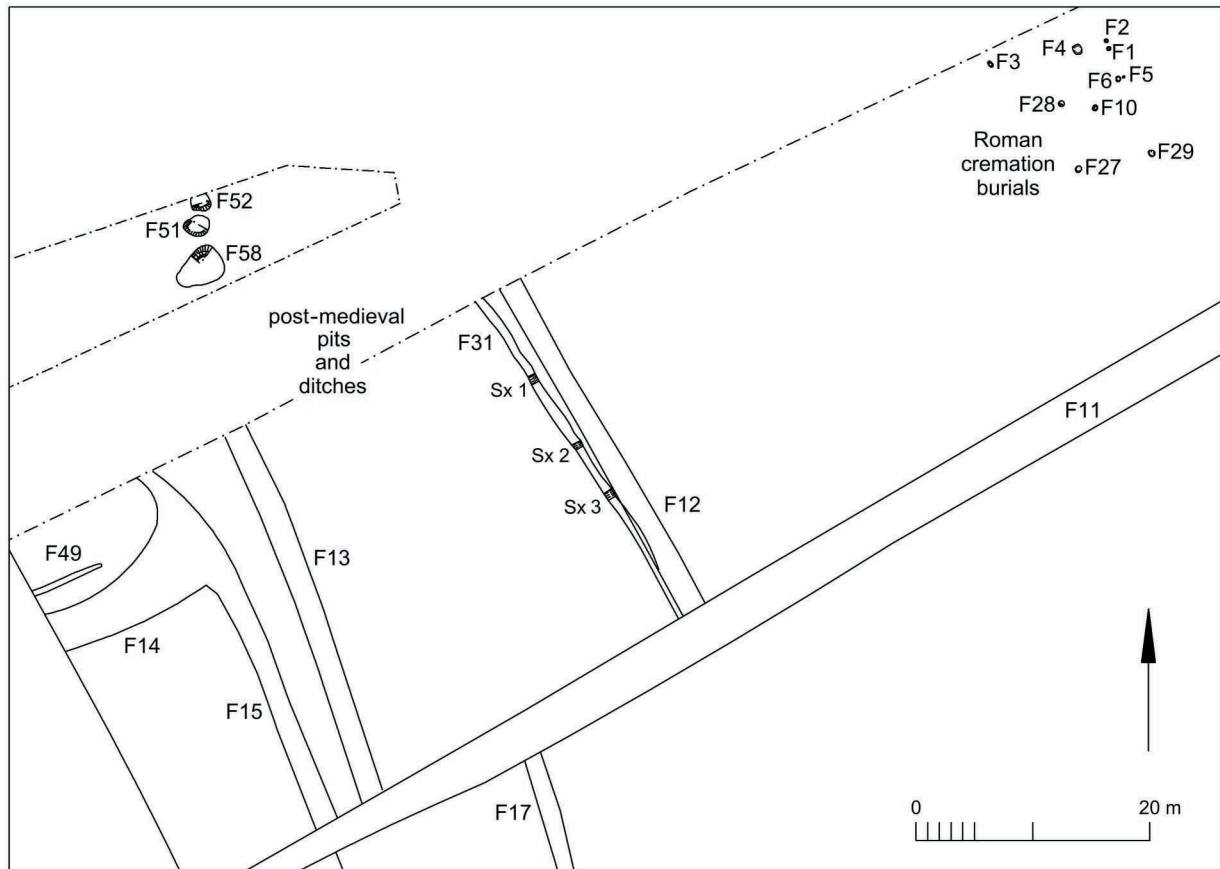 F2
F4
F1
F3
F6
F5
F28
F10
Roman
cremation
burials
F29
F27
F52
F51
F58
post-medieval
pits
and
ditches
F31
Sx 1
F11
Sx 2
Sx 3
F12
F49
F13
F14
F15
F17
0
20 m